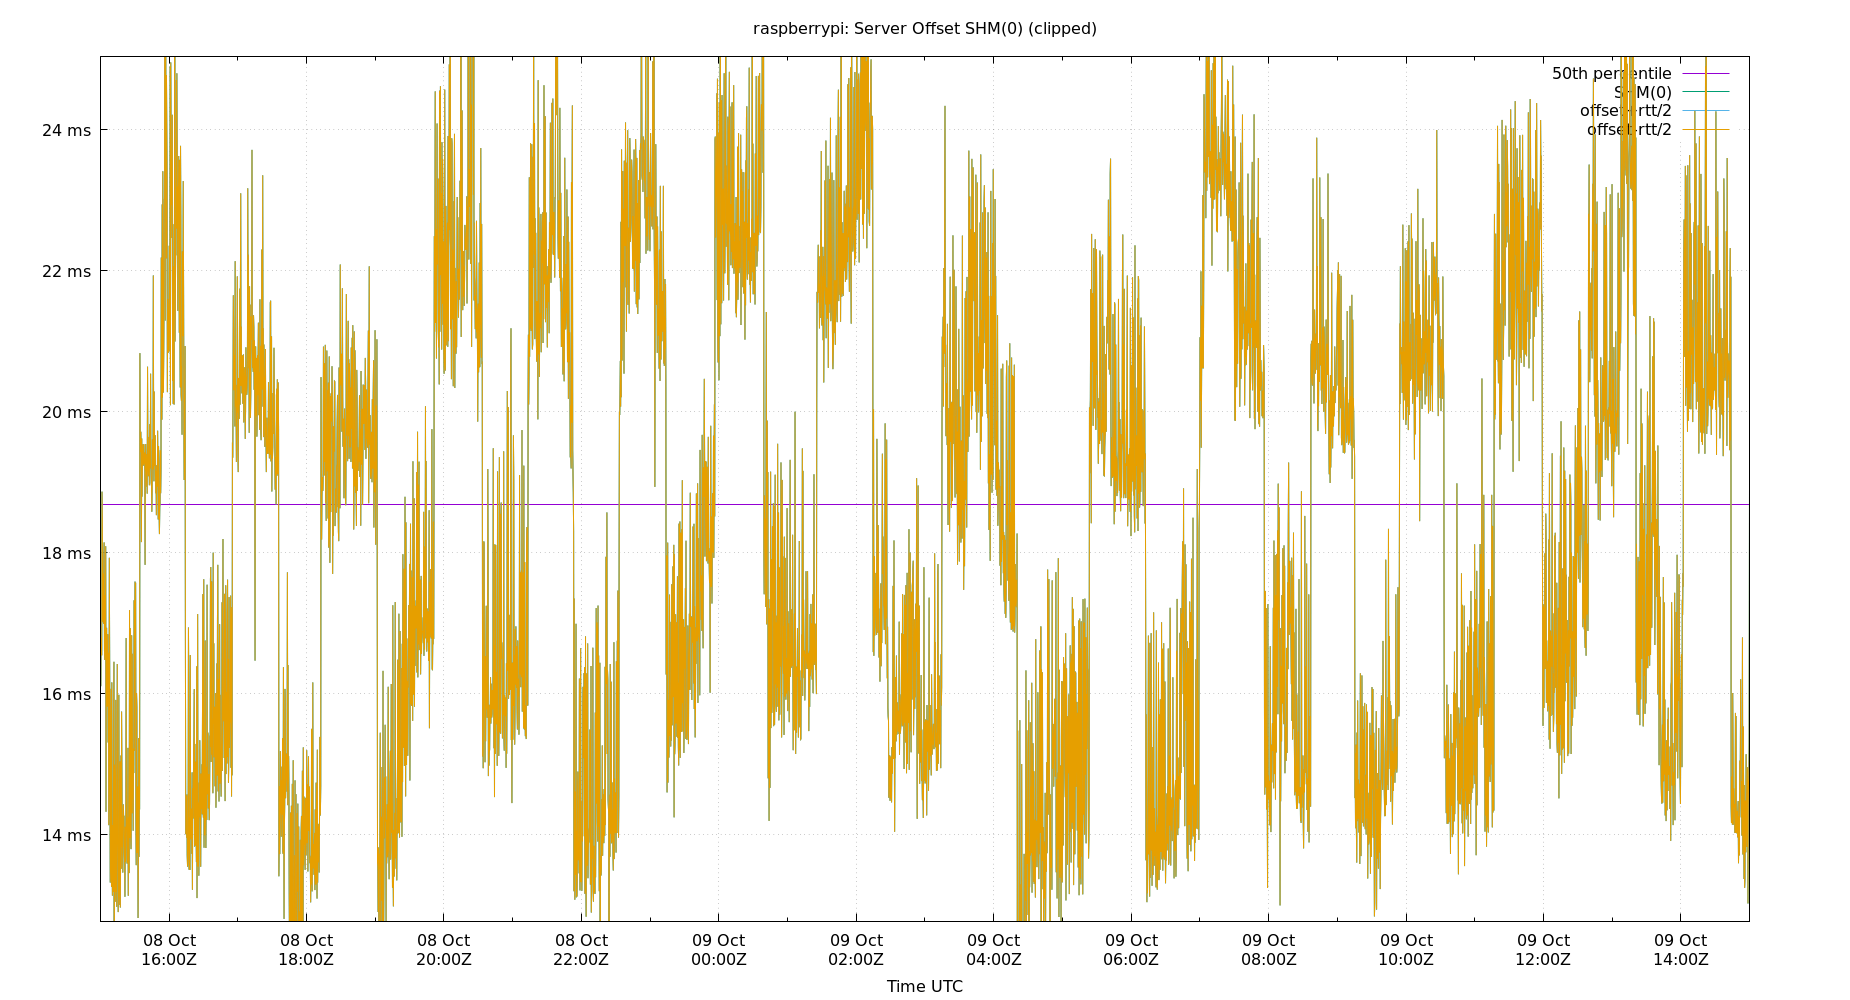 raspberrypi: Server Offset SHM(0) (clipped)
50th percentile
SHM(0)
offset-rtt/2
24 ms
22 ms
20 ms
18 ms
16 ms
14 ms
08 Oct 16:00Z
08 Oct 18:00Z
08 Oct 20:00Z
08 Oct 22:00Z
09 Oct 00:00Z
09 Oct 02:00Z
09 Oct 04:00Z
09 Oct 06:00Z
09 Oct 08:00Z
09 Oct 10:00Z
09 Oct 12:00Z
09 Oct 14:00Z
Time UTC